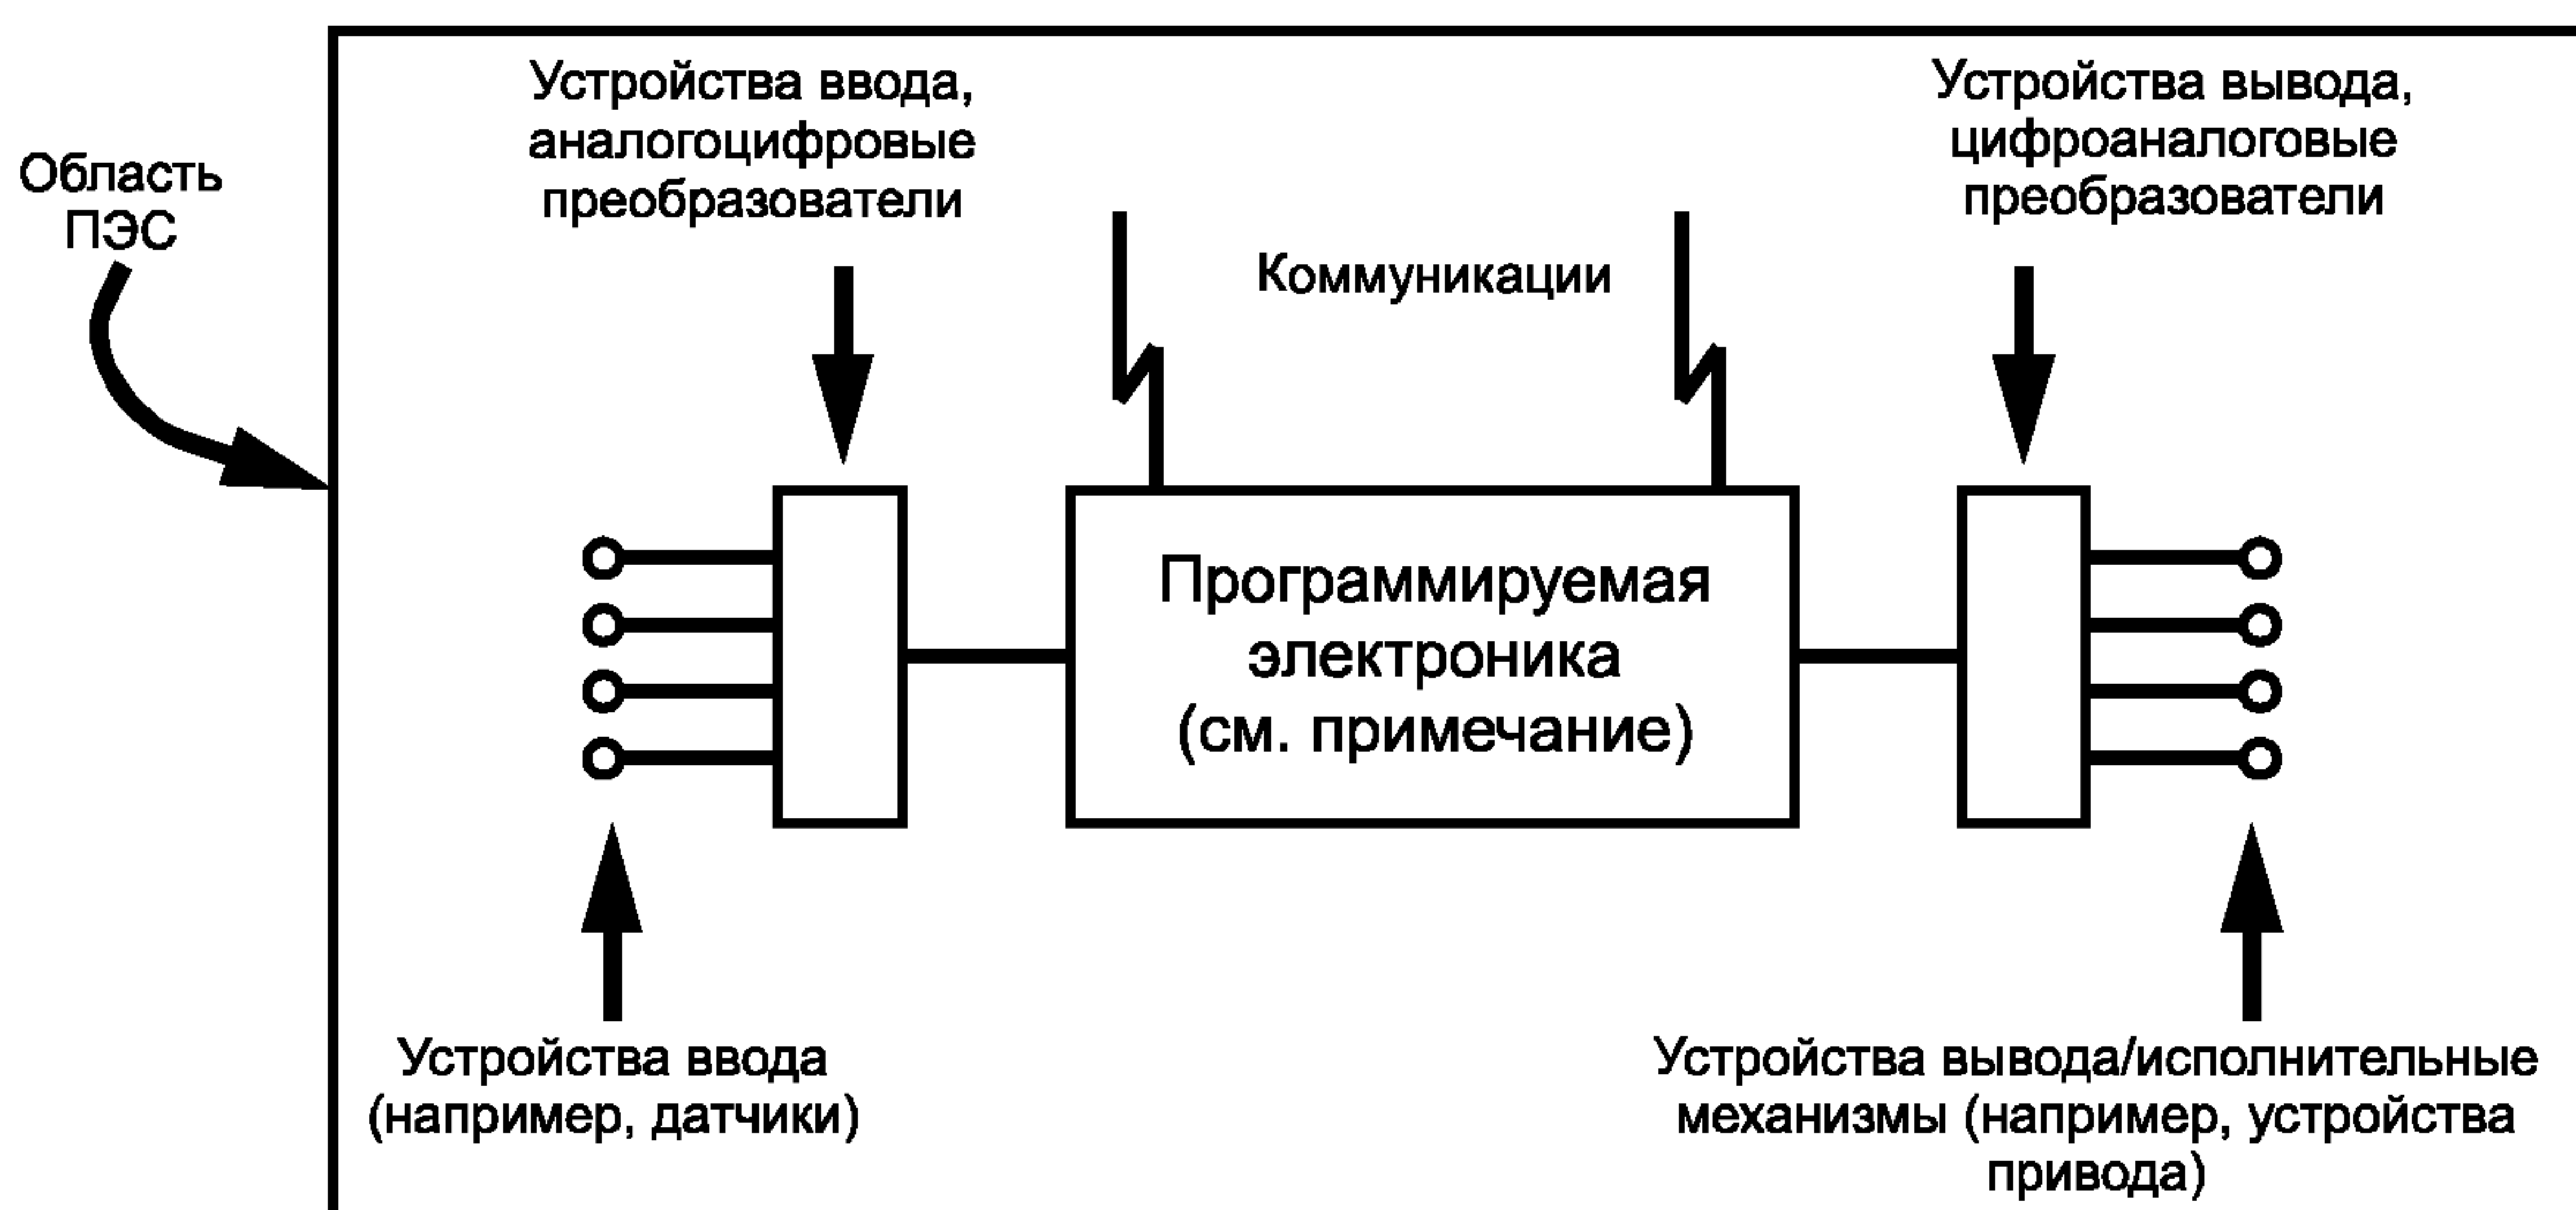 Область
ПЭС
Устройства ввода,
аналогоцифровые
преобразователи
Коммуникации
Устройства вывода,
цифроаналоговые
преобразователи
Программируемая
электроника
(см. примечание)
Устройства ввода
(например, датчики)
Устройства вывода/исполнительные
механизмы (например, устройства
привода)